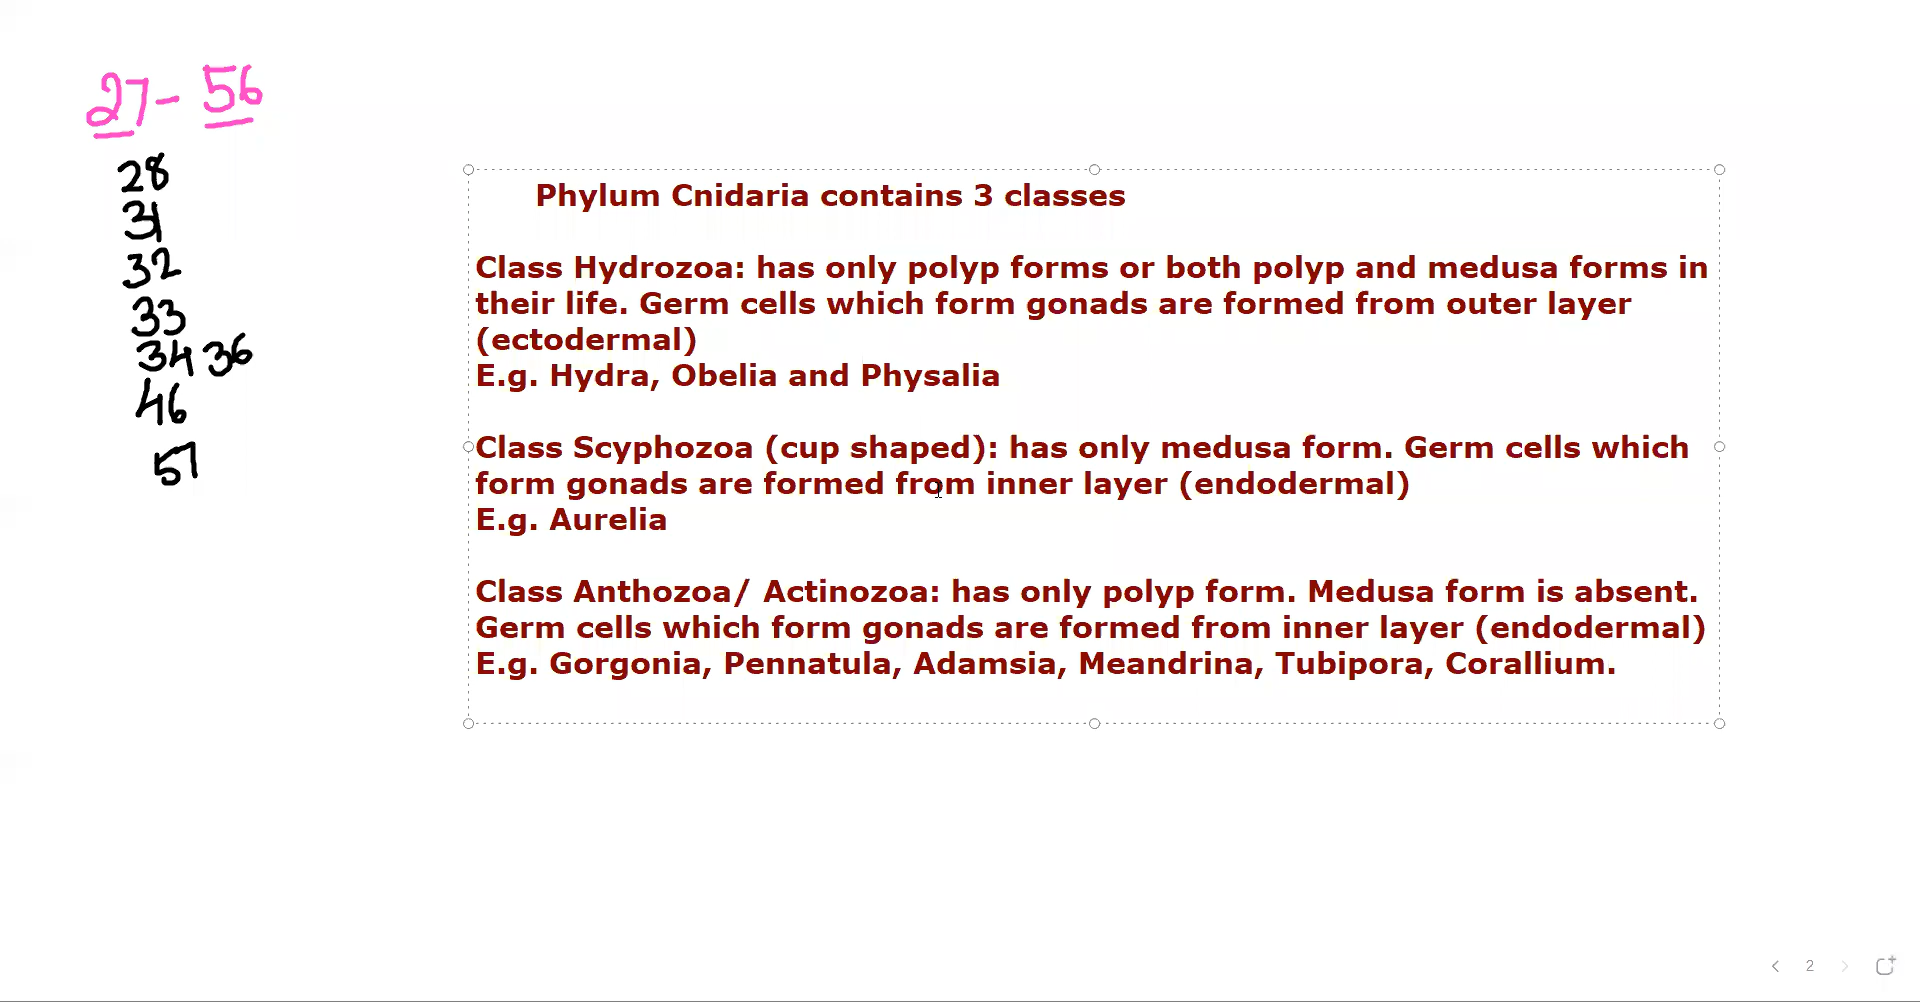 27- 56
28
31
32
33
34 36
46
57
Phylum Cnidaria contains 3 classes
Class Hydrozoa: has only polyp forms or both polyp and medusa forms in
their life. Germ cells which form gonads are formed from outer layer
(ectodermal)
E.g. Hydra, Obelia and Physalia
Class Scyphozoa (cup shaped): has only medusa form. Germ cells which
form gonads are formed from inner layer (endodermal)
E.g. Aurelia
Class Anthozoa/ Actinozoa: has only polyp form. Medusa form is absent.
Germ cells which form gonads are formed from inner layer (endodermal)
E.g. Gorgonia, Pennatula, Adamsia, Meandrina, Tubipora, Corallium.
2